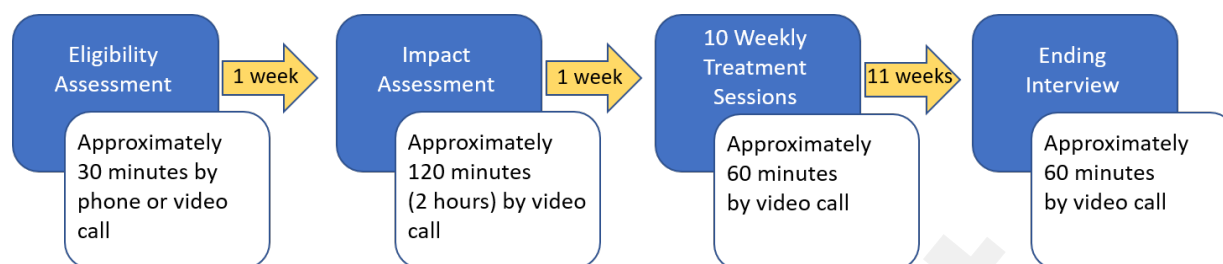 Eligibility
Assessment
Approximately
30 minutes by
phone or video
call
1 week
Impact
Assessment
Approximately
120 minutes
(2 hours) by video
call
1 week
10 Weekly
Treatment
Sessions
Approximately
60 minutes
by video call
11 weeks
Ending
Interview
Approximately
60 minutes
by video call